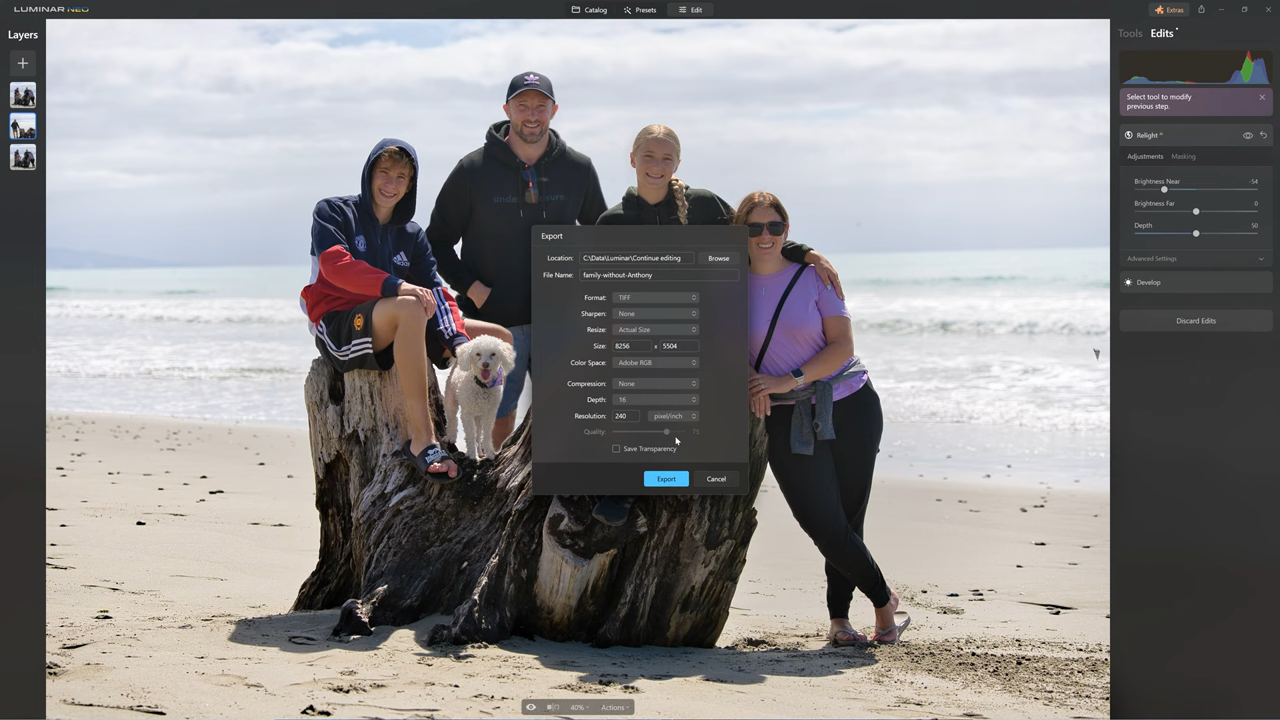 LUMINAR NEO
Catalog
Presets
Edit
Extras
Layers
Tools Edits
Select tool to modify
previous step.
Relight
Adjustments Masking
Brightness Near -54
Brightness Far 0
Depth 50
Advanced Settings
Develop
Discard Edits
Export
Location: C:\Data\Luminar\Continue editing Browse
File Name: family-without-Anthony
Format: TIFF
Sharpen: None
Resize: Actual Size
Size: 8256 x 5504
Color Space: Adobe RGB
Compression: None
Depth: 16
Resolution: 240 pixel/inch
Quality: 75
Save Transparency
Export Cancel
adidas
40% Actions